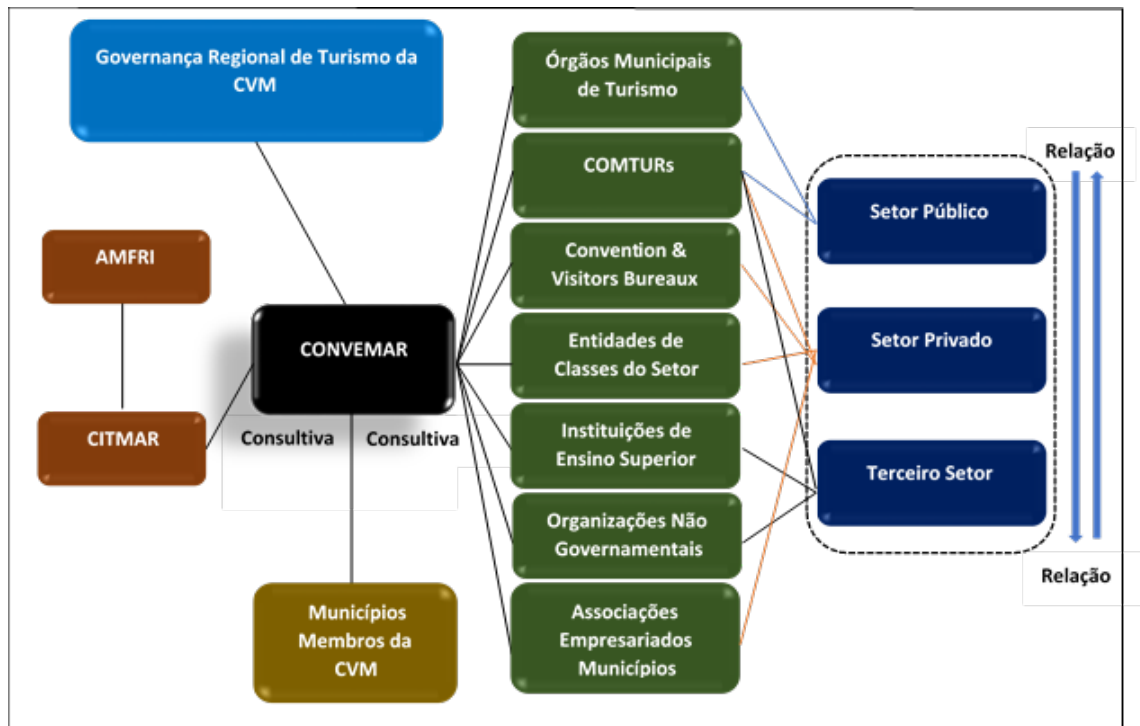 Governança Regional de Turismo da
CVM
AMFRI
CITMAR
CONVEMAR
Consultiva
Consultiva
Municípios
Membros da
CVM
Órgãos Municipais
de Turismo
COMTURs
Convention &
Visitors Bureaux
Entidades de
Classes do Setor
Instituições de
Ensino Superior
Organizações Não
Governamentais
Associações
Empresariados
Municípios
Setor Público
Setor Privado
Terceiro Setor
Relação
Relação